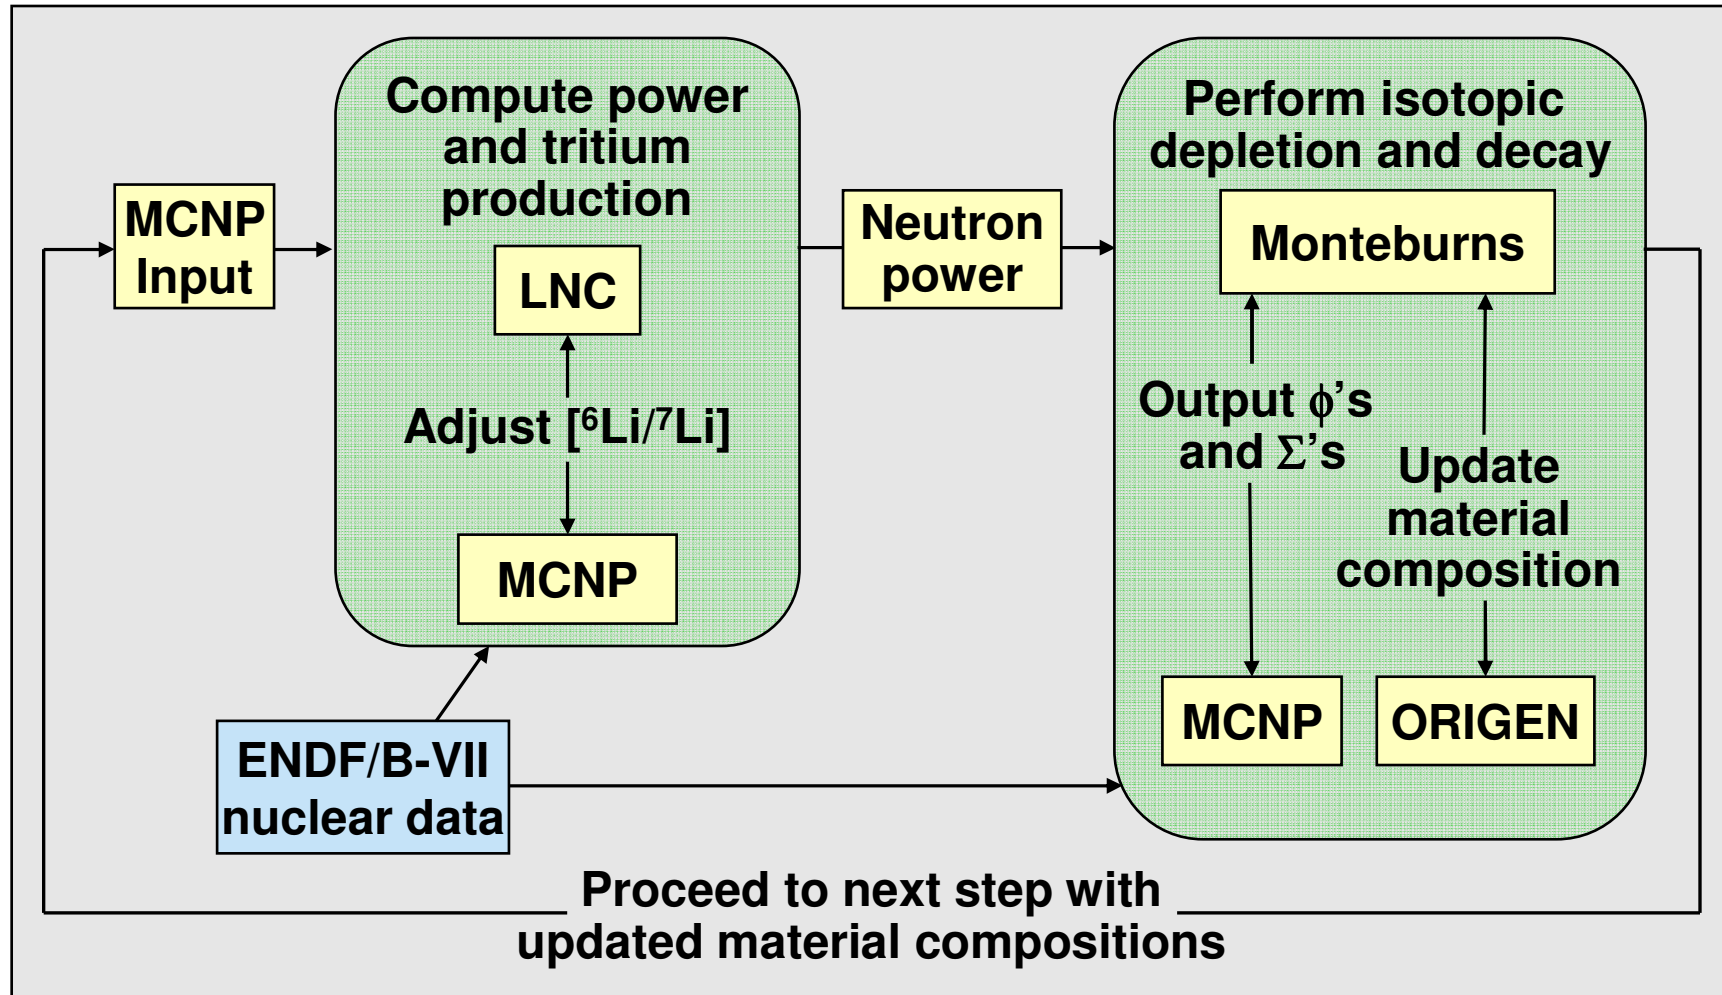 MCNP
Input
Compute power
and tritium
production
LNC
Adjust [⁶Li/⁷Li]
MCNP
Neutron
power
Perform isotopic
depletion and decay
Monteburns
Output ϕ's
and Σ's
Update
material
composition
MCNP
ORIGEN
ENDF/B-VII
nuclear data
Proceed to next step with
updated material compositions